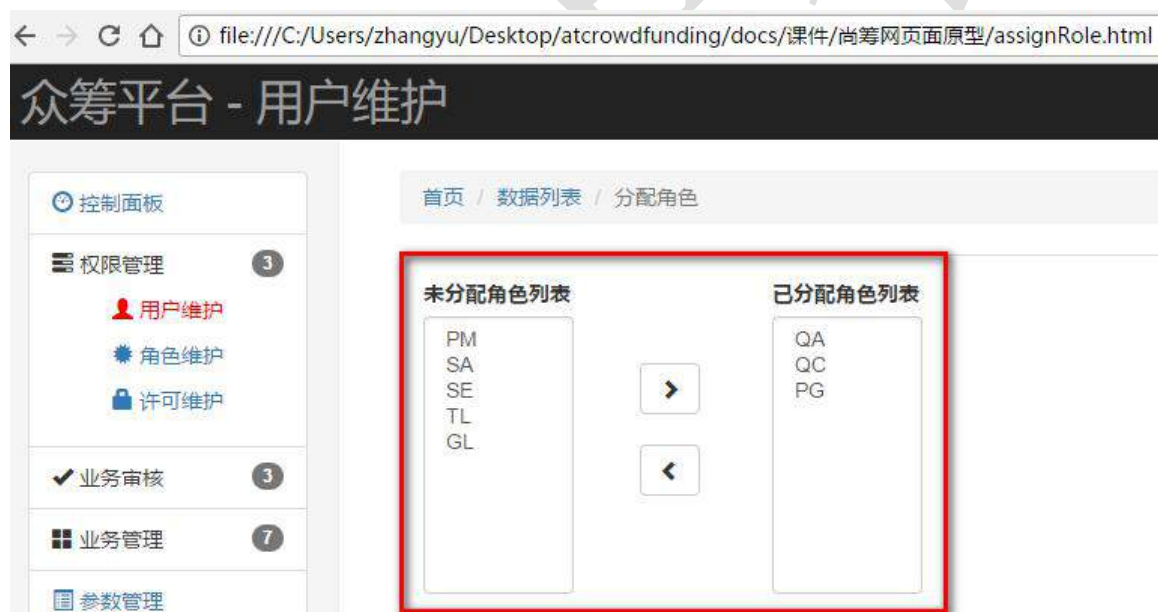 file:///C:/Users/zhangyu/Desktop/atcrowdfunding/docs/课件/尚筹网页面原型/assignRole.html
众筹平台 - 用户维护
控制面板
权限管理 3
用户维护
角色维护
许可维护
业务审核 3
业务管理 7
参数管理
首页 / 数据列表 / 分配角色
未分配角色列表
PM
SA
SE
TL
GL
已分配角色列表
QA
QC
PG